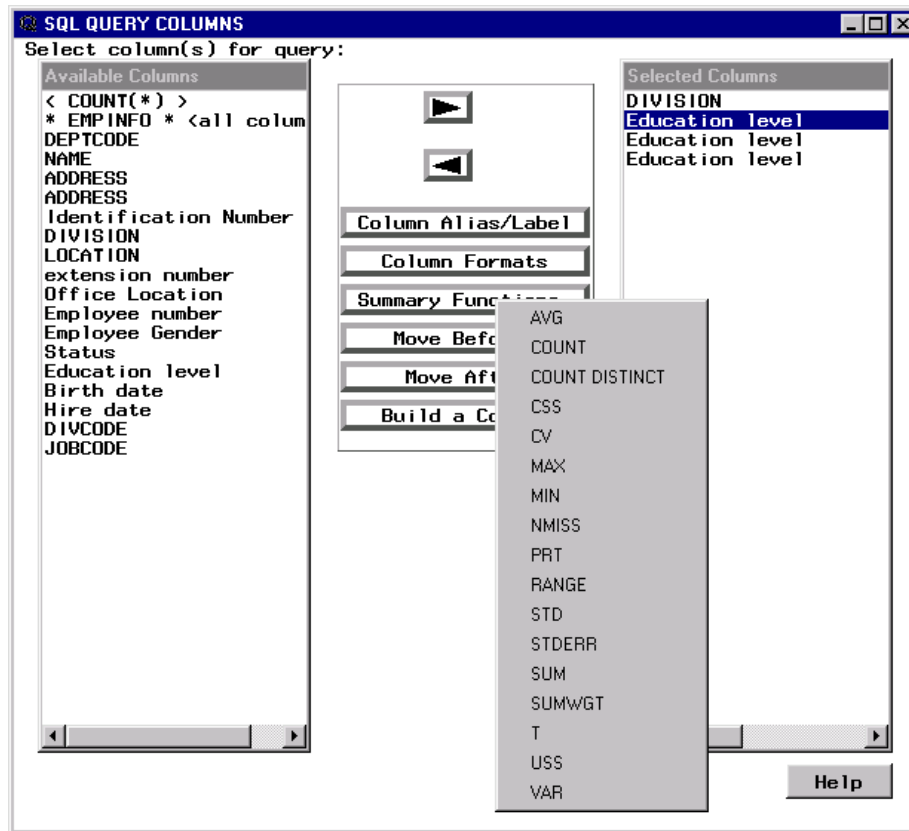 SQL QUERY COLUMNS
Select column(s) for query:
Available Columns
< COUNT(*) >
* EMPINFO * <all colum
DEPTCODE
NAME
ADDRESS
ADDRESS
Identification Number
DIVISION
LOCATION
extension number
Office Location
Employee number
Employee Gender
Status
Education level
Birth date
Hire date
DIVCODE
JOBCODE
Column Alias/Label
Column Formats
Summary Functions
Move Befo
Move Aft
Build a Co
AVG
COUNT
COUNT DISTINCT
CSS
CV
MAX
MIN
NMISS
PRT
RANGE
STD
STDERR
SUM
SUMWGT
T
USS
VAR
Selected Columns
DIVISION
Education level
Education level
Education level
Help